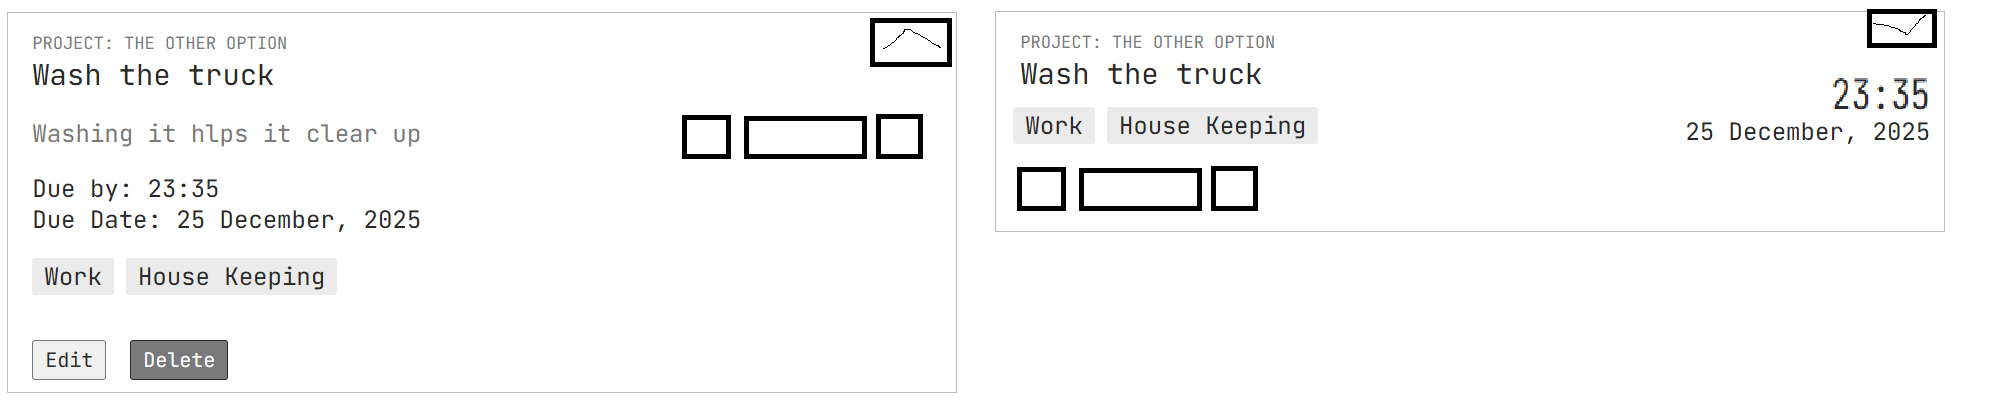 PROJECT: THE OTHER OPTION
Wash the truck
Washing it hlps it clear up
Due by: 23:35
Due Date: 25 December, 2025
Work House Keeping
Edit Delete
PROJECT: THE OTHER OPTION
Wash the truck
Work House Keeping
23:35
25 December, 2025